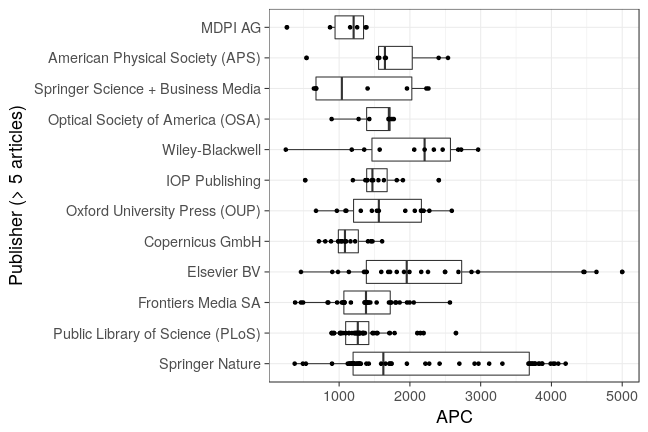 Publisher (> 5 articles)
MDPI AG
American Physical Society (APS)
Springer Science + Business Media
Optical Society of America (OSA)
Wiley-Blackwell
IOP Publishing
Oxford University Press (OUP)
Copernicus GmbH
Elsevier BV
Frontiers Media SA
Public Library of Science (PLoS)
Springer Nature
1000 2000 3000 4000 5000
APC